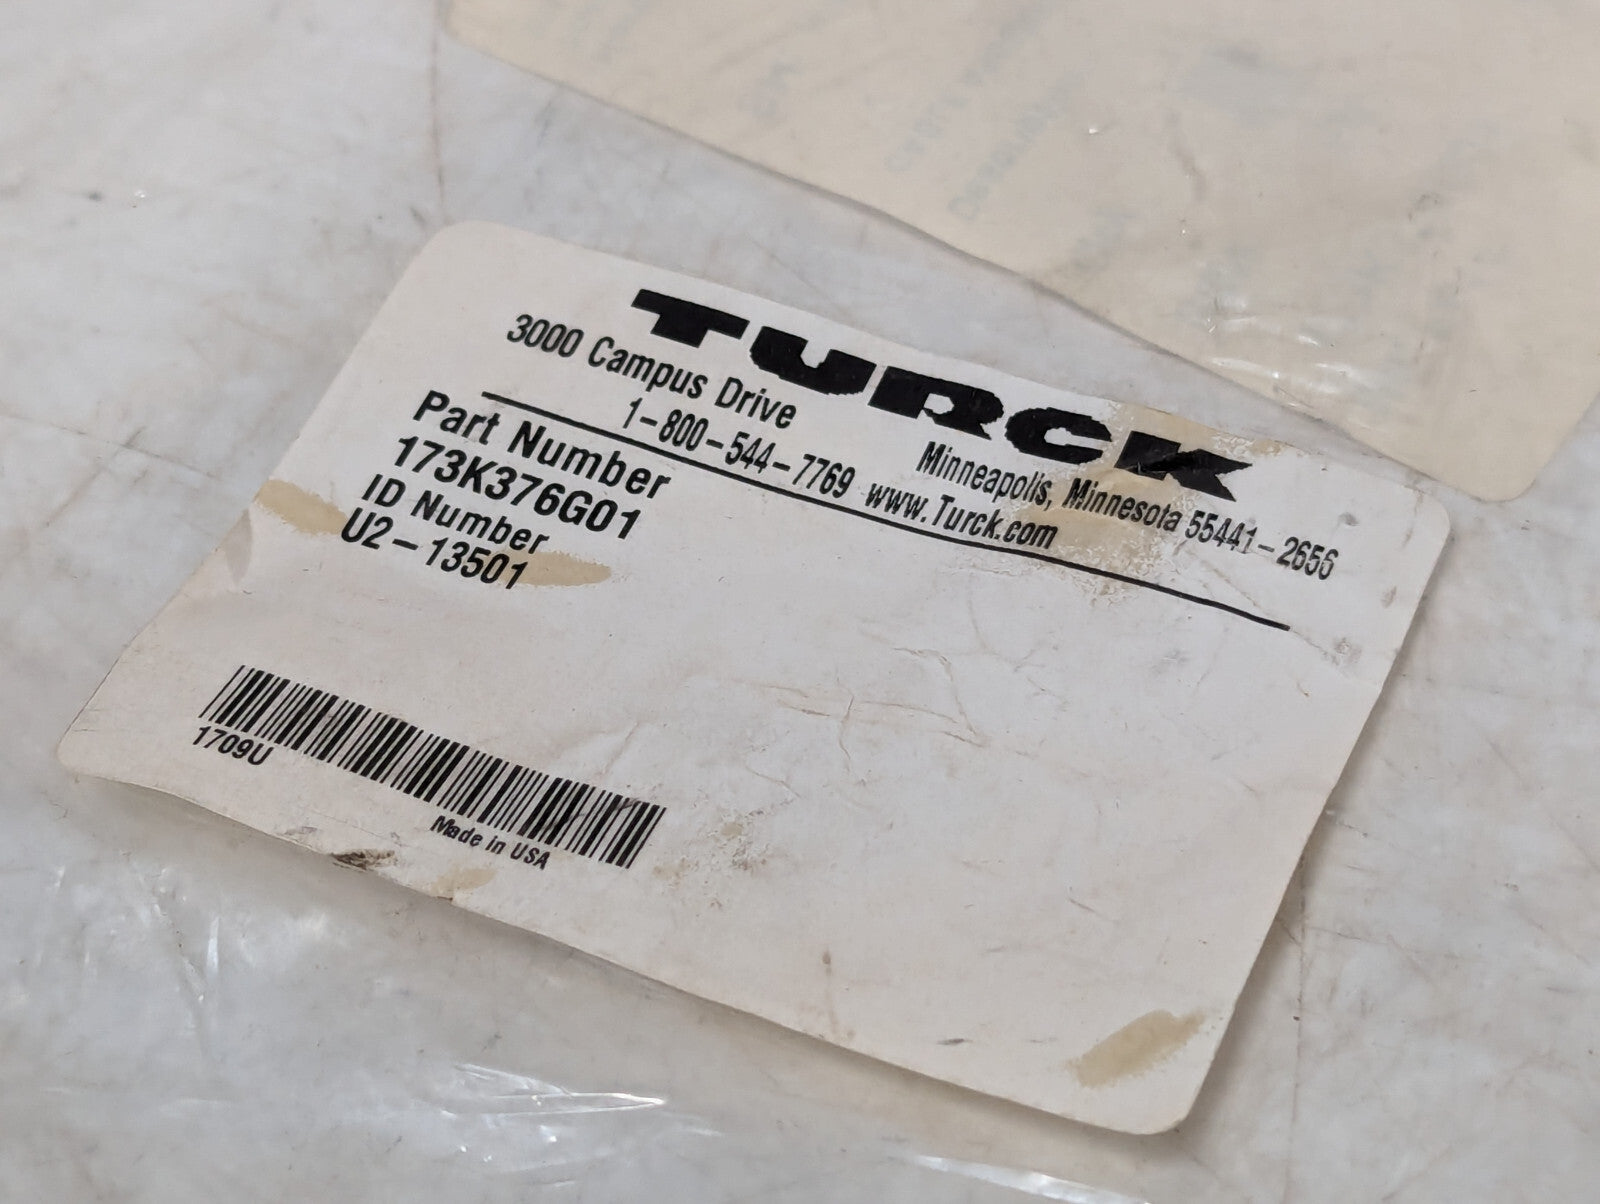 TURCK
3000 Campus Drive Minneapolis, Minnesota 55441-2656
1-800-544-7769 www.Turck.com
Part Number
173K376G01
ID Number
U2-13501
1709U
Made in USA